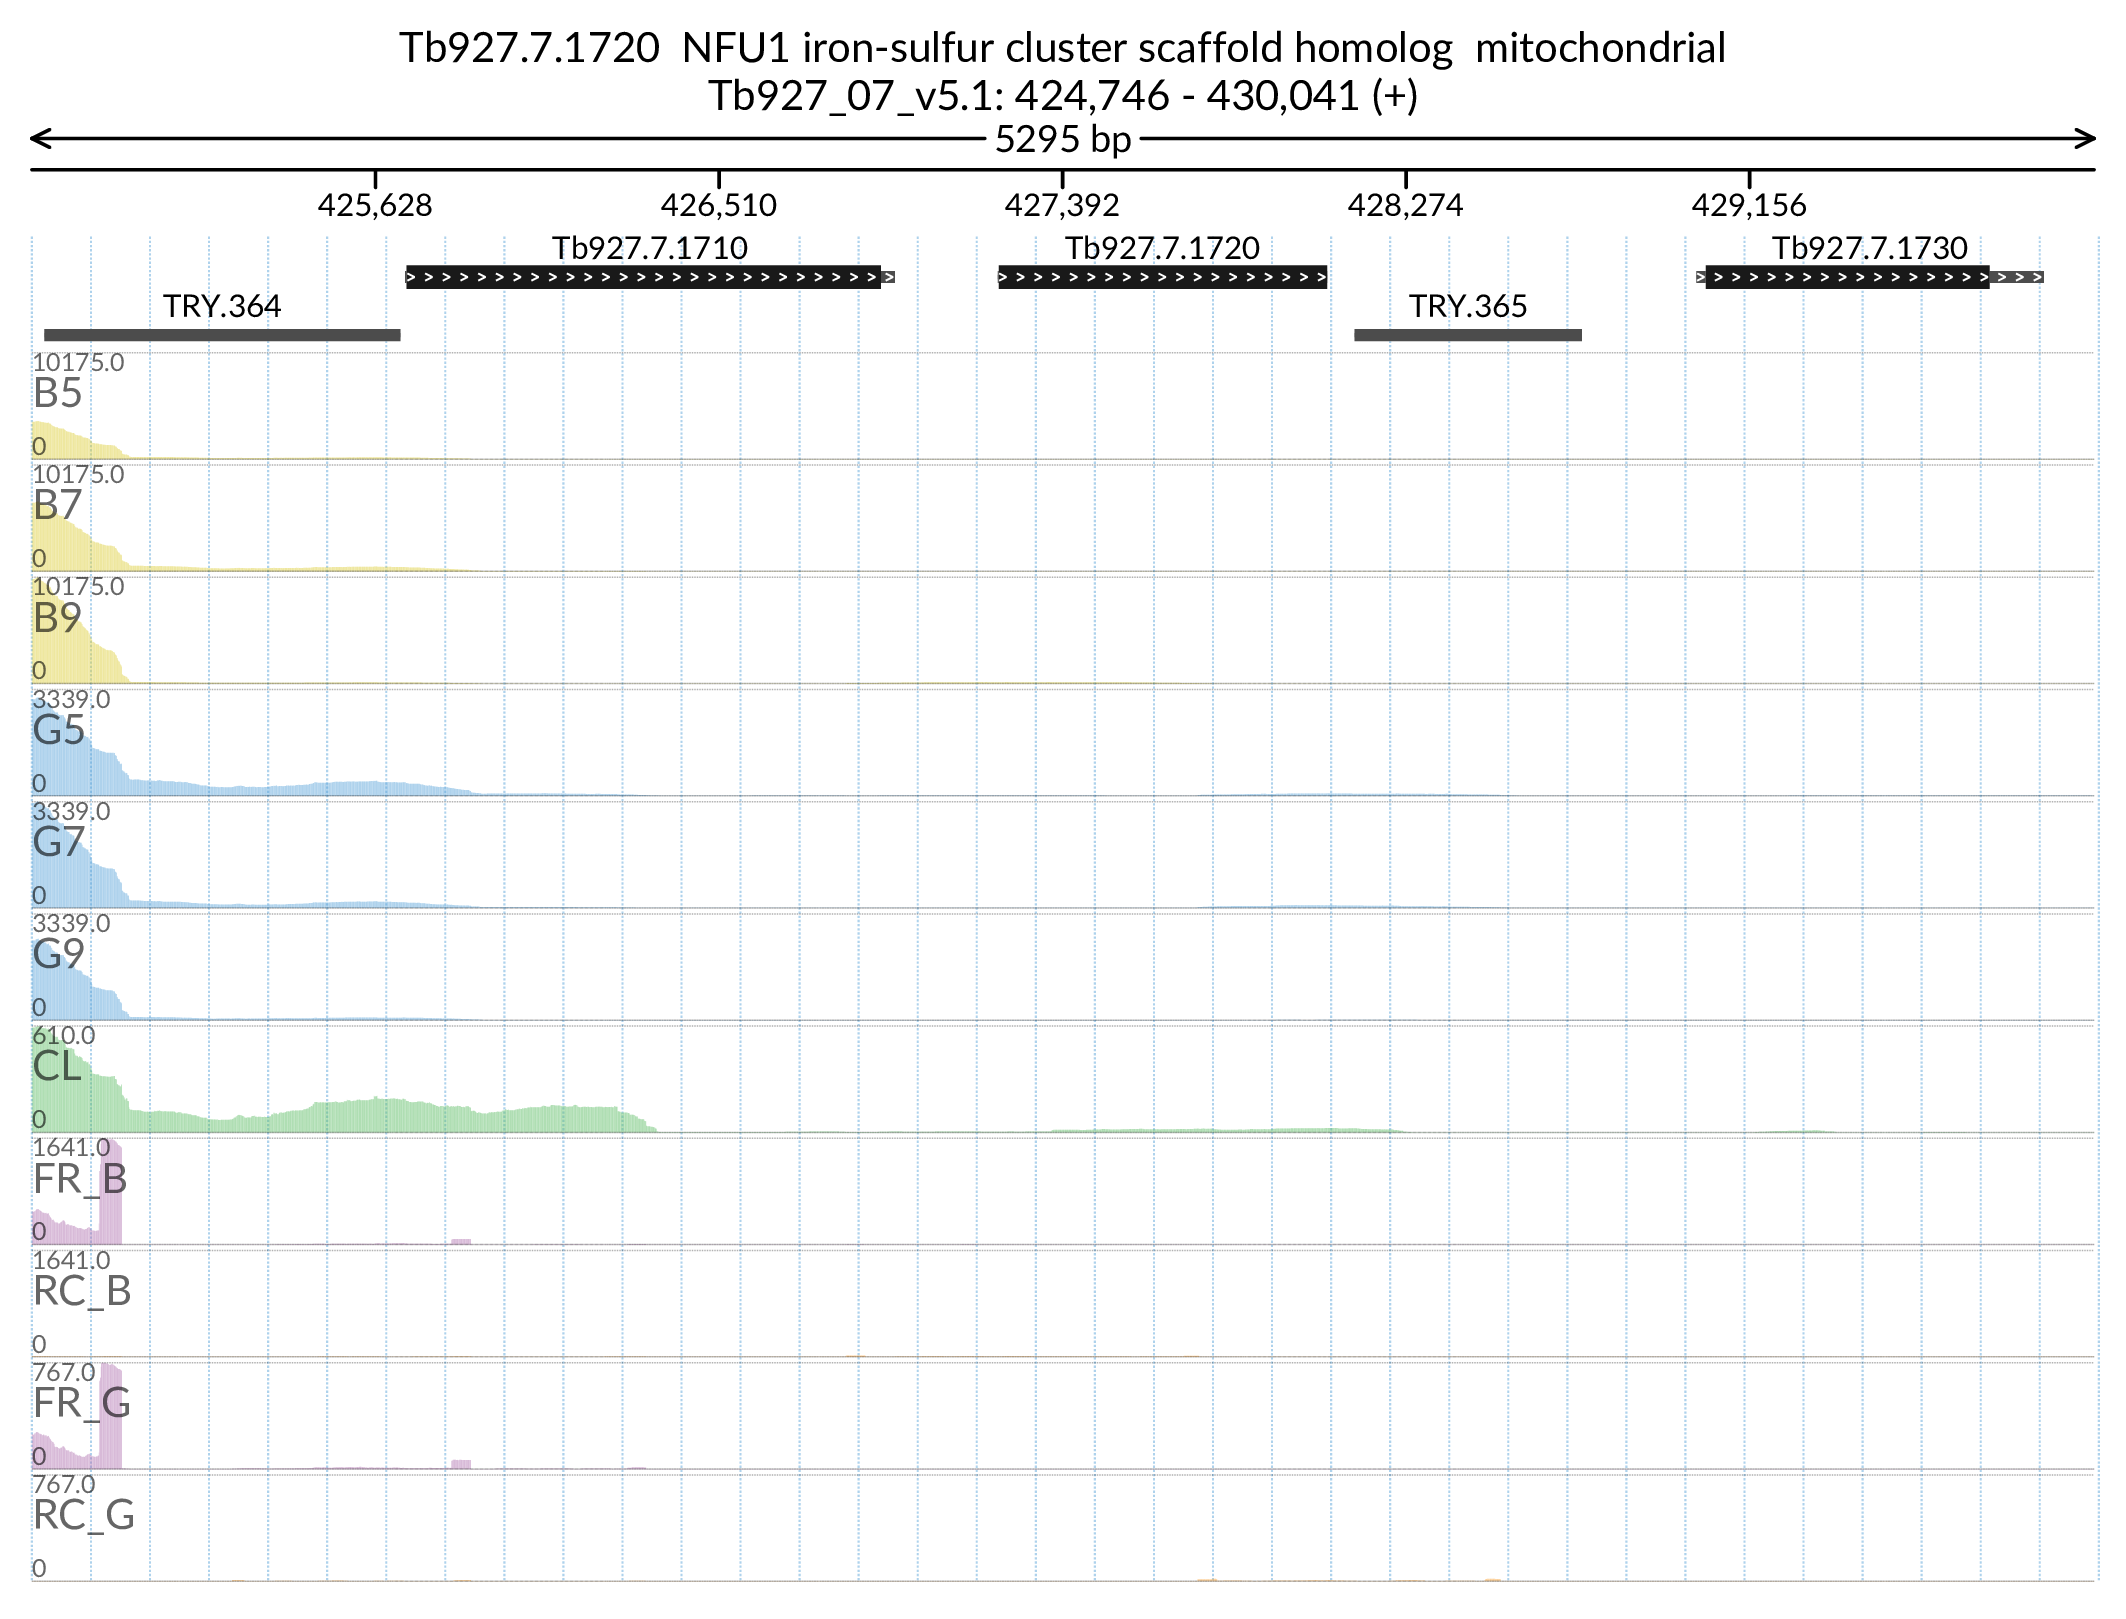 Tb927.7.1720  NFU1 iron-sulfur cluster scaffold homolog  mitochondrial
Tb927_07_v5.1: 424,746 - 430,041 (+)
5295 bp
425,628 426,510 427,392 428,274 429,156
Tb927.7.1710 Tb927.7.1720 Tb927.7.1730
TRY.364 TRY.365
10175.0
B5
0
10175.0
B7
0
10175.0
B9
0
3339.0
G5
0
3339.0
G7
0
3339.0
G9
0
610.0
CL
0
1641.0
FR_B
0
1641.0
RC_B
0
767.0
FR_G
0
767.0
RC_G
0